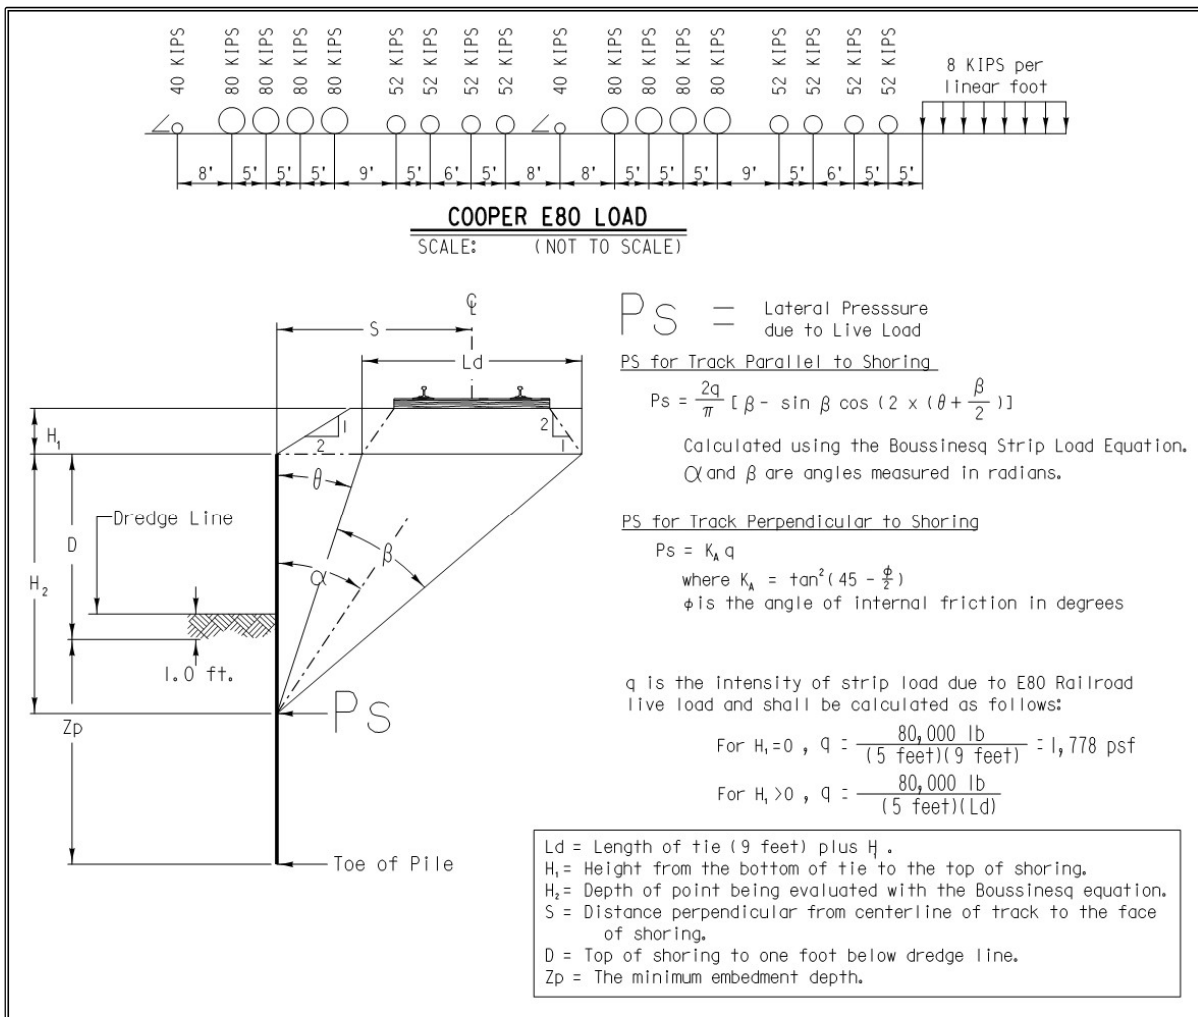 40 KIPS 80 KIPS 80 KIPS 80 KIPS 80 KIPS 52 KIPS 52 KIPS 52 KIPS 52 KIPS 40 KIPS 80 KIPS 80 KIPS 80 KIPS 80 KIPS 52 KIPS 52 KIPS 52 KIPS 52 KIPS
8 KIPS per
linear foot
8' 5' 5' 5' 9' 5' 6' 5' 8' 8' 5' 5' 5' 9' 5' 6' 5' 5'
COOPER E80 LOAD
SCALE: (NOT TO SCALE)
℄
S
Ld
H₁
1
2
2
1
θ
Dredge Line
D
β
α
H₂
1.0 ft.
Ps
Zp
Toe of Pile
Ps = Lateral Presssure
due to Live Load
PS for Track Parallel to Shoring
Ps = 2q/π [ β - sin β cos (2 x (θ + β/2 )]
Calculated using the Boussinesq Strip Load Equation.
α and β are angles measured in radians.
PS for Track Perpendicular to Shoring
Ps = K_A q
where K_A = tan²(45 - ϕ/2)
ϕ is the angle of internal friction in degrees
q is the intensity of strip load due to E80 Railroad
live load and shall be calculated as follows:
For H₁=0 , q = 80,000 lb / (5 feet)(9 feet) = 1,778 psf
For H₁ >0 , q = 80,000 lb / (5 feet)(Ld)
Ld = Length of tie (9 feet) plus H₁ .
H₁ = Height from the bottom of tie to the top of shoring.
H₂ = Depth of point being evaluated with the Boussinesq equation.
S = Distance perpendicular from centerline of track to the face
of shoring.
D = Top of shoring to one foot below dredge line.
Zp = The minimum embedment depth.